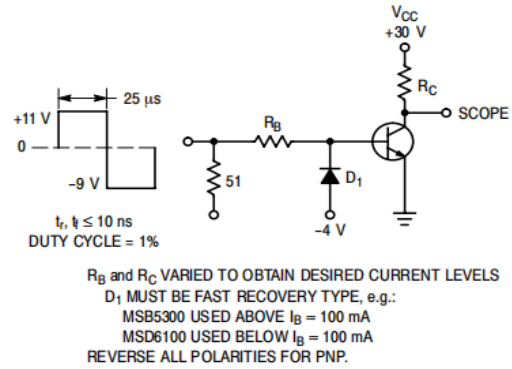 V_CC
+30 V
R_C
SCOPE
25 µs
+11 V
0
−9 V
R_B
51
D_1
−4 V
t_r, t_f ≤ 10 ns
DUTY CYCLE = 1%
R_B and R_C VARIED TO OBTAIN DESIRED CURRENT LEVELS
D_1 MUST BE FAST RECOVERY TYPE, e.g.:
MSB5300 USED ABOVE I_B = 100 mA
MSD6100 USED BELOW I_B = 100 mA
REVERSE ALL POLARITIES FOR PNP.